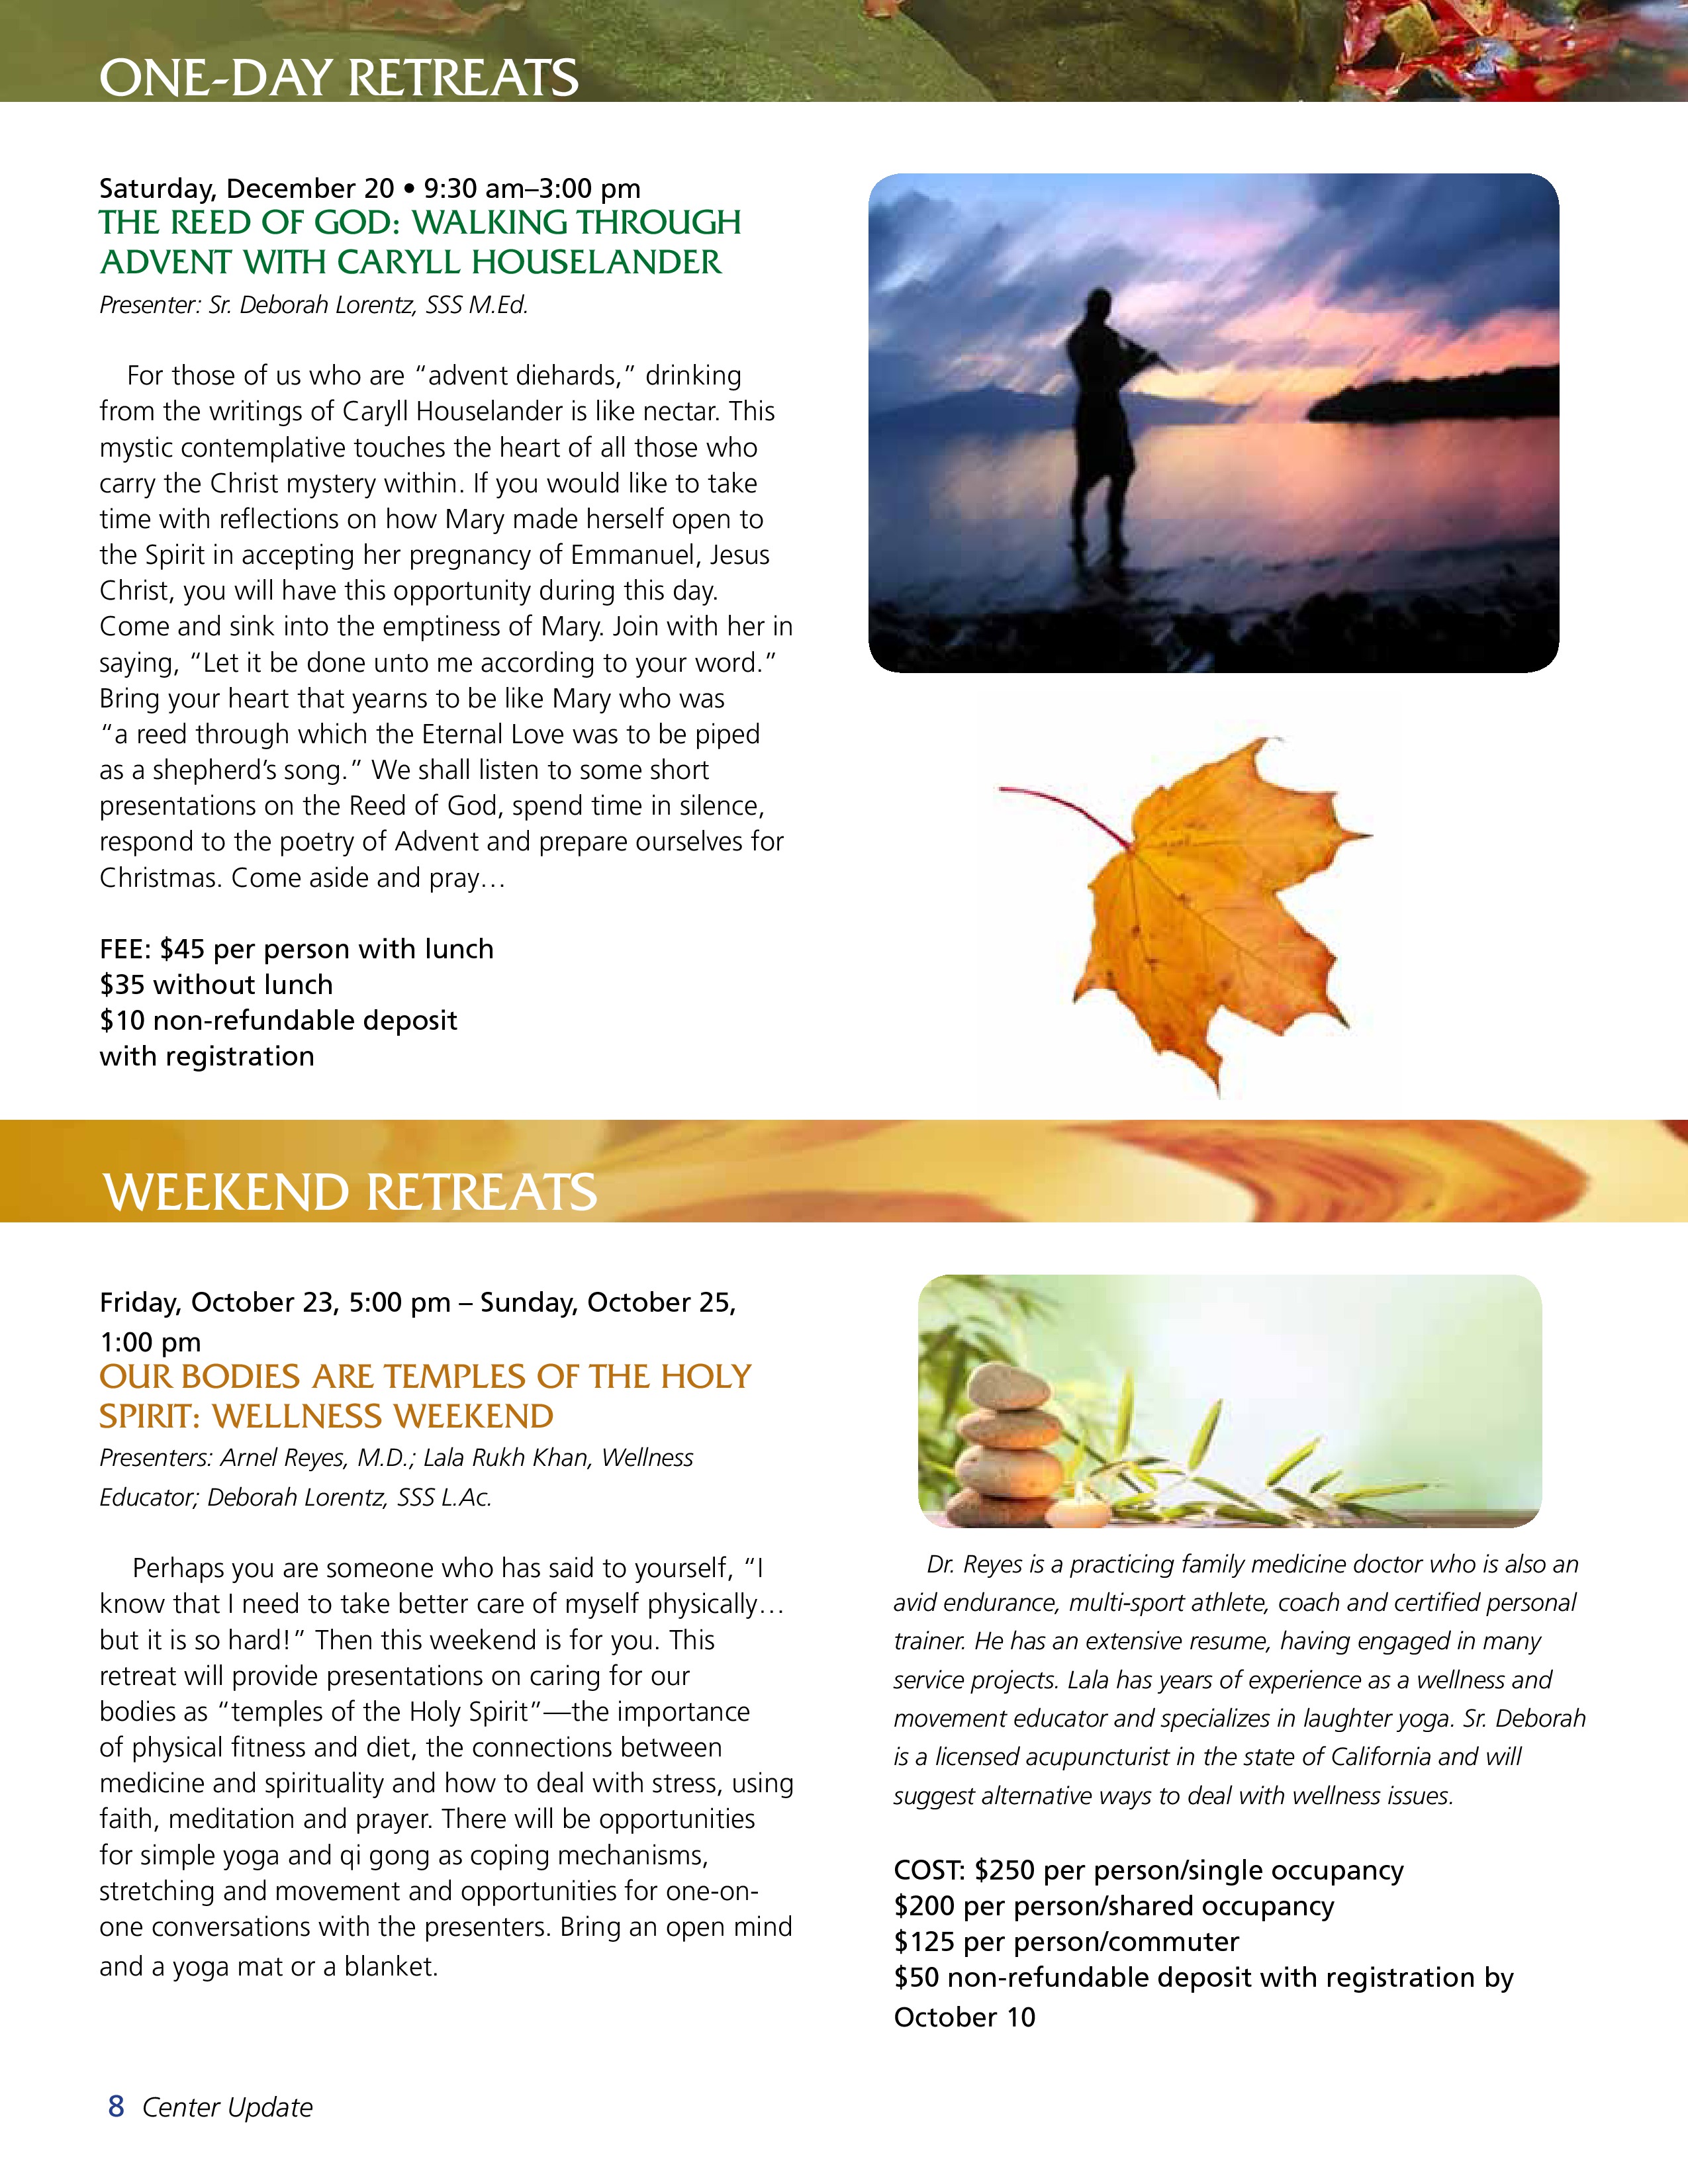 ONE-DAY RETREATS
Saturday, December 20 • 9:30 am–3:00 pm
THE REED OF GOD: WALKING THROUGH
ADVENT WITH CARYLL HOUSELANDER
Presenter: Sr. Deborah Lorentz, SSS M.Ed.
For those of us who are “advent diehards,” drinking
from the writings of Caryll Houselander is like nectar. This
mystic contemplative touches the heart of all those who
carry the Christ mystery within. If you would like to take
time with reflections on how Mary made herself open to
the Spirit in accepting her pregnancy of Emmanuel, Jesus
Christ, you will have this opportunity during this day.
Come and sink into the emptiness of Mary. Join with her in
saying, “Let it be done unto me according to your word.”
Bring your heart that yearns to be like Mary who was
“a reed through which the Eternal Love was to be piped
as a shepherd’s song.” We shall listen to some short
presentations on the Reed of God, spend time in silence,
respond to the poetry of Advent and prepare ourselves for
Christmas. Come aside and pray…
FEE: $45 per person with lunch
$35 without lunch
$10 non-refundable deposit
with registration
WEEKEND RETREATS
Friday, October 23, 5:00 pm – Sunday, October 25,
1:00 pm
OUR BODIES ARE TEMPLES OF THE HOLY
SPIRIT: WELLNESS WEEKEND
Presenters: Arnel Reyes, M.D.; Lala Rukh Khan, Wellness
Educator; Deborah Lorentz, SSS L.Ac.
Perhaps you are someone who has said to yourself, “I
know that I need to take better care of myself physically…
but it is so hard!” Then this weekend is for you. This
retreat will provide presentations on caring for our
bodies as “temples of the Holy Spirit”—the importance
of physical fitness and diet, the connections between
medicine and spirituality and how to deal with stress, using
faith, meditation and prayer. There will be opportunities
for simple yoga and qi gong as coping mechanisms,
stretching and movement and opportunities for one-on-
one conversations with the presenters. Bring an open mind
and a yoga mat or a blanket.
Dr. Reyes is a practicing family medicine doctor who is also an
avid endurance, multi-sport athlete, coach and certified personal
trainer. He has an extensive resume, having engaged in many
service projects. Lala has years of experience as a wellness and
movement educator and specializes in laughter yoga. Sr. Deborah
is a licensed acupuncturist in the state of California and will
suggest alternative ways to deal with wellness issues.
COST: $250 per person/single occupancy
$200 per person/shared occupancy
$125 per person/commuter
$50 non-refundable deposit with registration by
October 10
8 Center Update